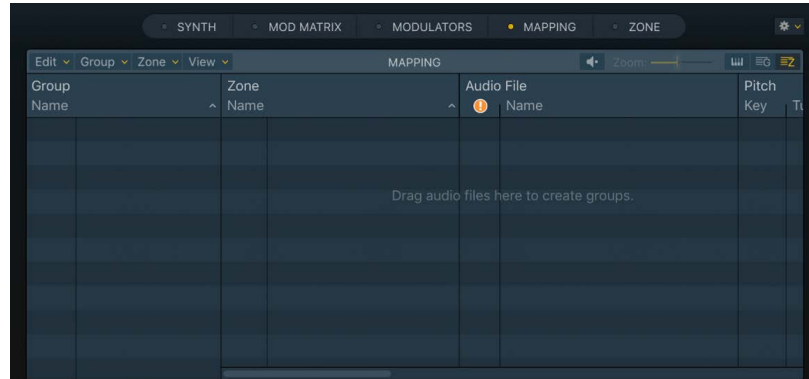 SYNTH MOD MATRIX MODULATORS MAPPING ZONE
Edit Group Zone View MAPPING Zoom:
Group Zone Audio File Pitch
Name Name Name Key
Drag audio files here to create groups.